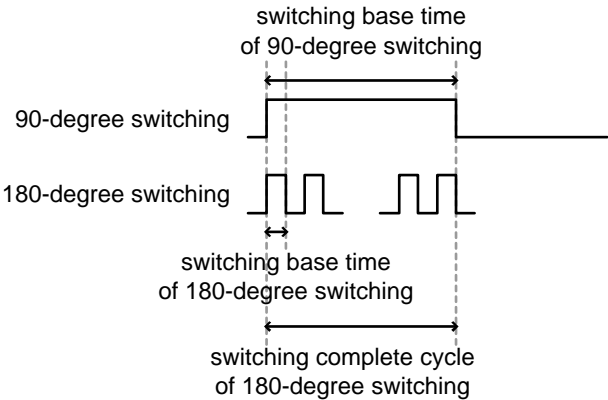 switching base time
of 90-degree switching
90-degree switching
180-degree switching
switching base time
of 180-degree switching
switching complete cycle
of 180-degree switching